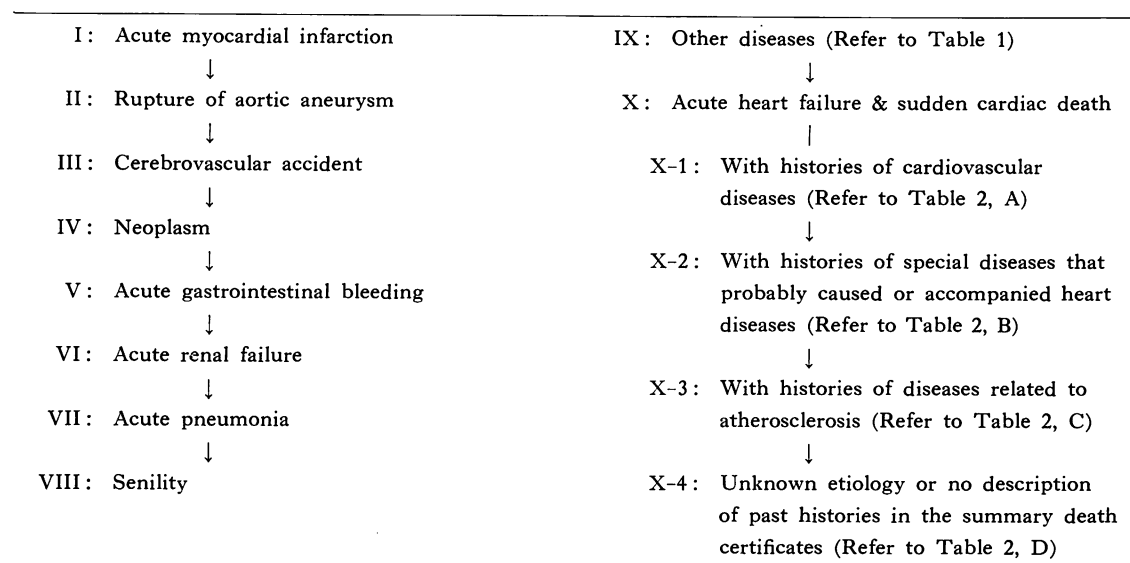 I: Acute myocardial infarction
↓
II: Rupture of aortic aneurysm
↓
III: Cerebrovascular accident
↓
IV: Neoplasm
↓
V: Acute gastrointestinal bleeding
↓
VI: Acute renal failure
↓
VII: Acute pneumonia
↓
VIII: Senility
IX: Other diseases (Refer to Table 1)
↓
X: Acute heart failure & sudden cardiac death
|
X-1: With histories of cardiovascular
diseases (Refer to Table 2, A)
↓
X-2: With histories of special diseases that
probably caused or accompanied heart
diseases (Refer to Table 2, B)
↓
X-3: With histories of diseases related to
atherosclerosis (Refer to Table 2, C)
↓
X-4: Unknown etiology or no description
of past histories in the summary death
certificates (Refer to Table 2, D)